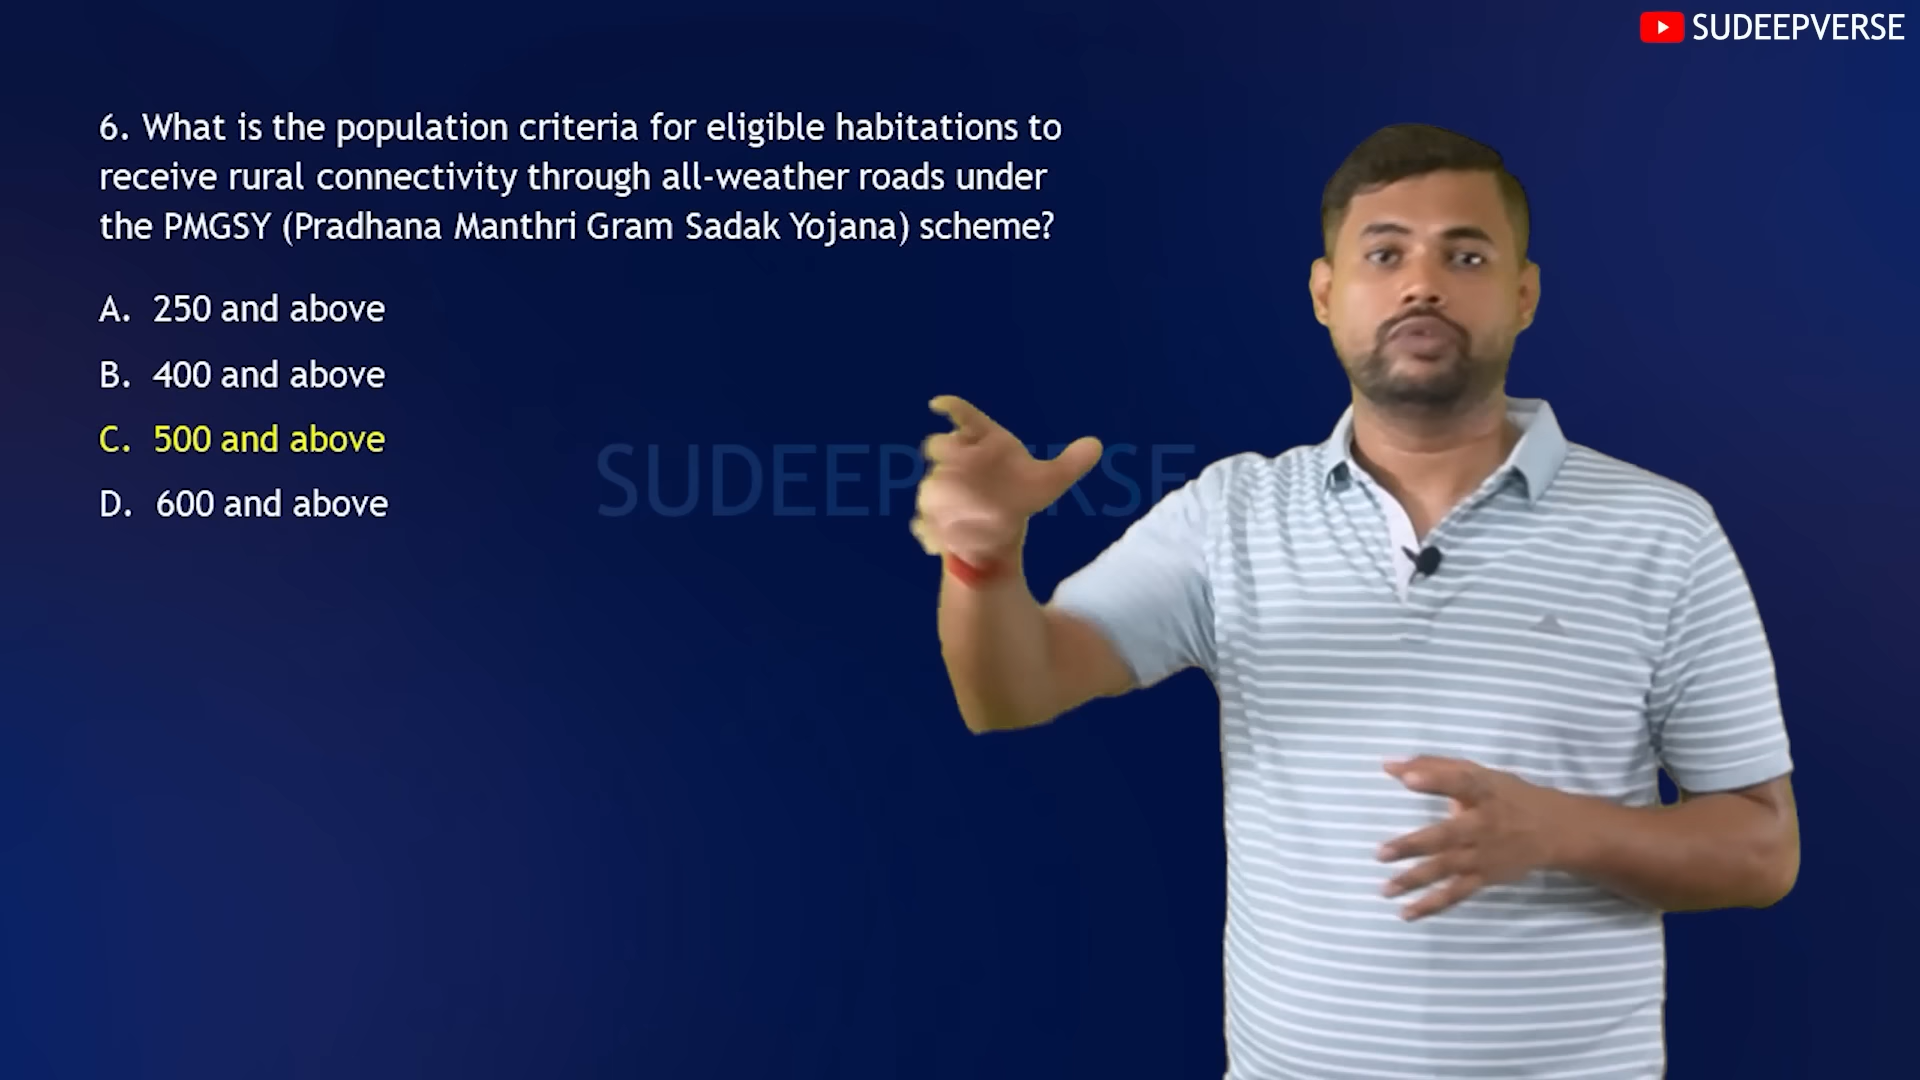 SUDEEPVERSE
6. What is the population criteria for eligible habitations to
receive rural connectivity through all-weather roads under
the PMGSY (Pradhana Manthri Gram Sadak Yojana) scheme?
A. 250 and above
B. 400 and above
C. 500 and above
D. 600 and above